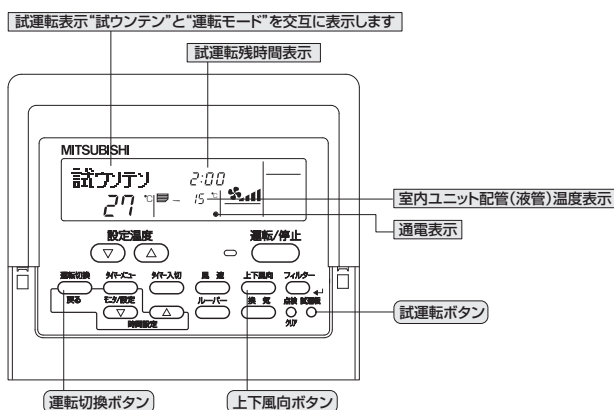 試運転表示“試ウンテン”と“運転モード”を交互に表示します
試運転残時間表示
MITSUBISHI
試ウンテン
2:00
27 ℃
15 ℃
室内ユニット配管(液管)温度表示
通電表示
設定温度
運転/停止
▽ △
運転切換 タイマーメニュー タイマー入切 風 速 上下風向 フィルター
戻る モニタ/設定 ルーバー 換 気 点検 試運転
▽ △
時間設定
クリア
試運転ボタン
運転切換ボタン
上下風向ボタン